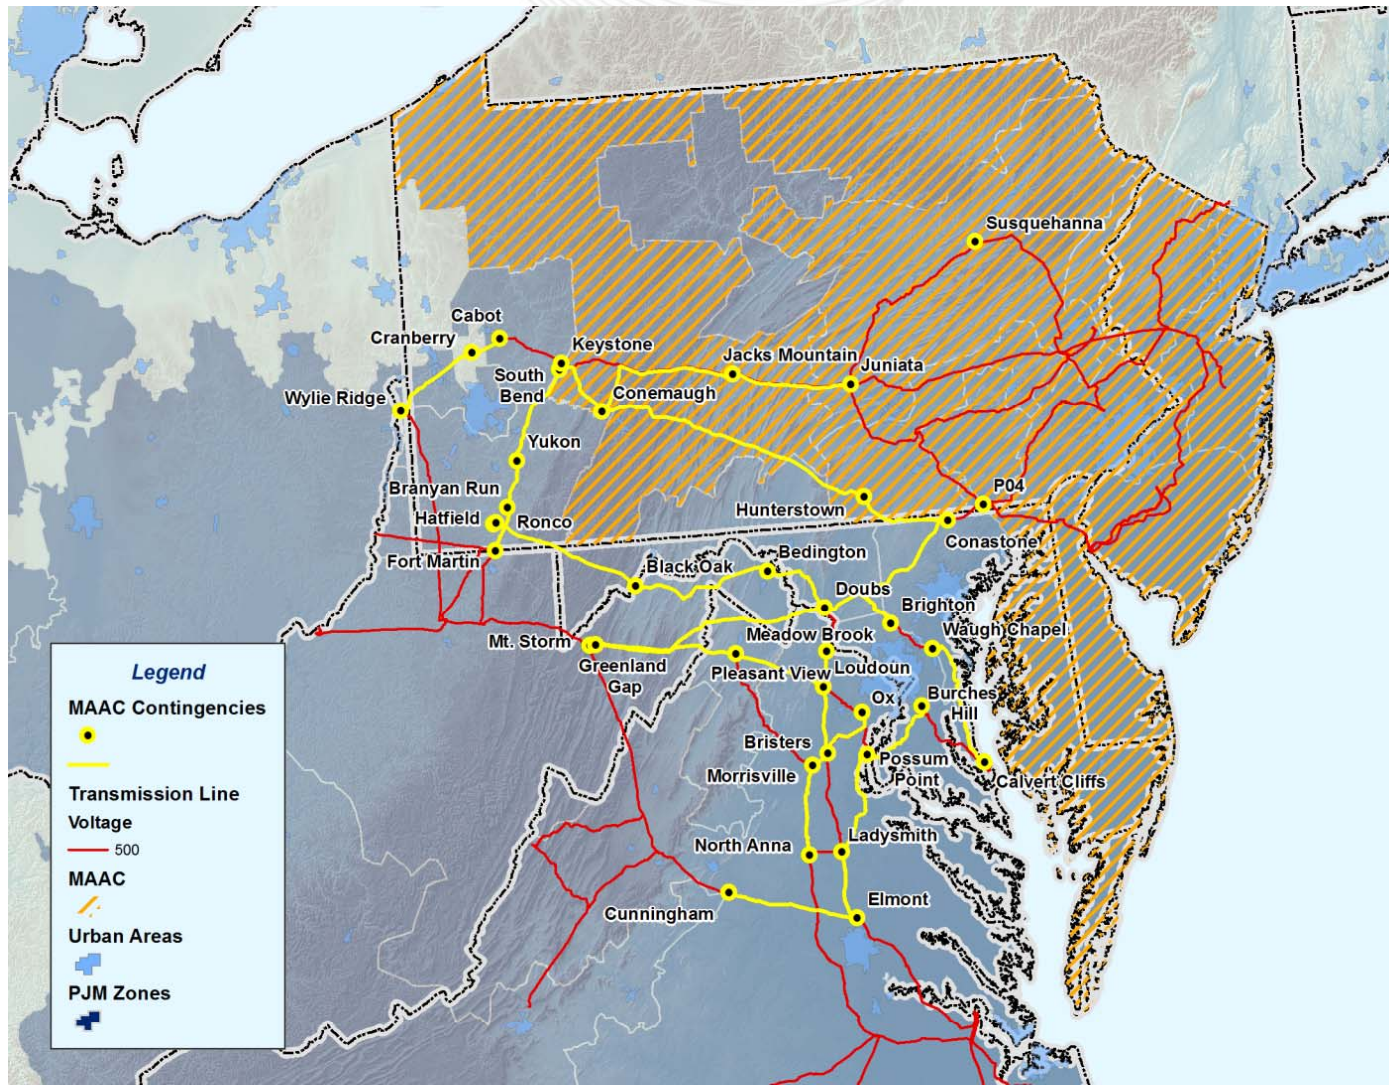 Susquehanna
Cabot
Cranberry
Keystone
Jacks Mountain
South
Bend
Juniata
Wylie Ridge
Conemaugh
Yukon
Branyan Run
P04
Hunterstown
Hatfield
Ronco
Conastone
Fort Martin
Bedington
Black Oak
Doubs
Brighton
Mt. Storm
Meadow Brook
Waugh Chapel
Greenland
Gap
Pleasant View
Loudoun
Ox
Burches
Hill
Bristers
Possum
Point
Morrisville
Calvert Cliffs
North Anna
Ladysmith
Elmont
Cunningham
Legend
MAAC Contingencies
Transmission Line
Voltage
500
MAAC
Urban Areas
PJM Zones